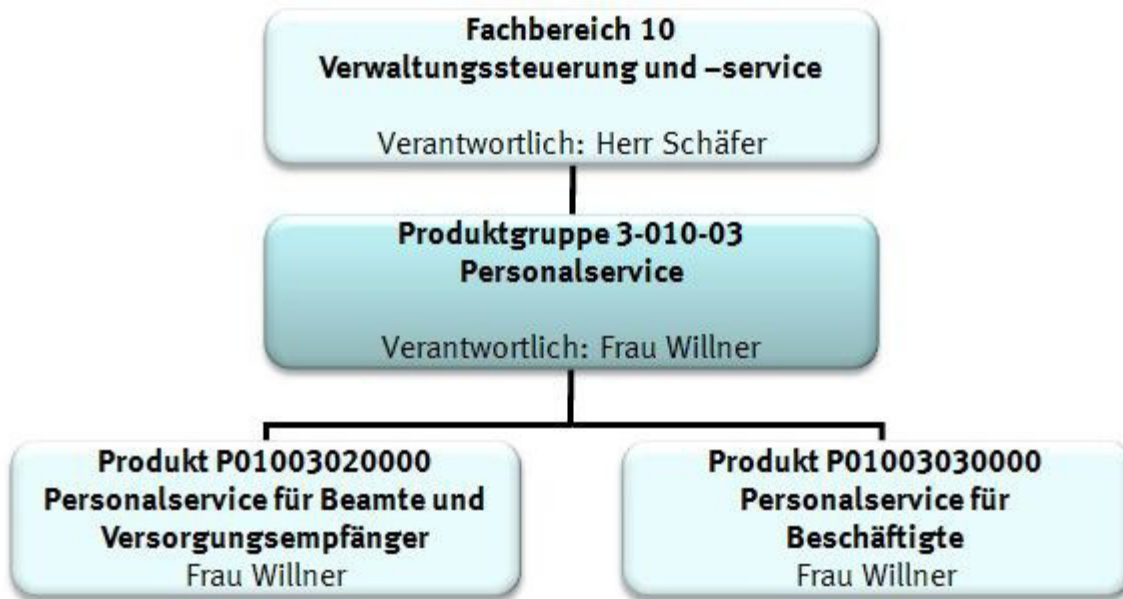 Fachbereich 10
Verwaltungssteuerung und –service
Verantwortlich: Herr Schäfer
Produktgruppe 3-010-03
Personalservice
Verantwortlich: Frau Willner
Produkt P01003020000
Personalservice für Beamte und
Versorgungsempfänger
Frau Willner
Produkt P01003030000
Personalservice für
Beschäftigte
Frau Willner